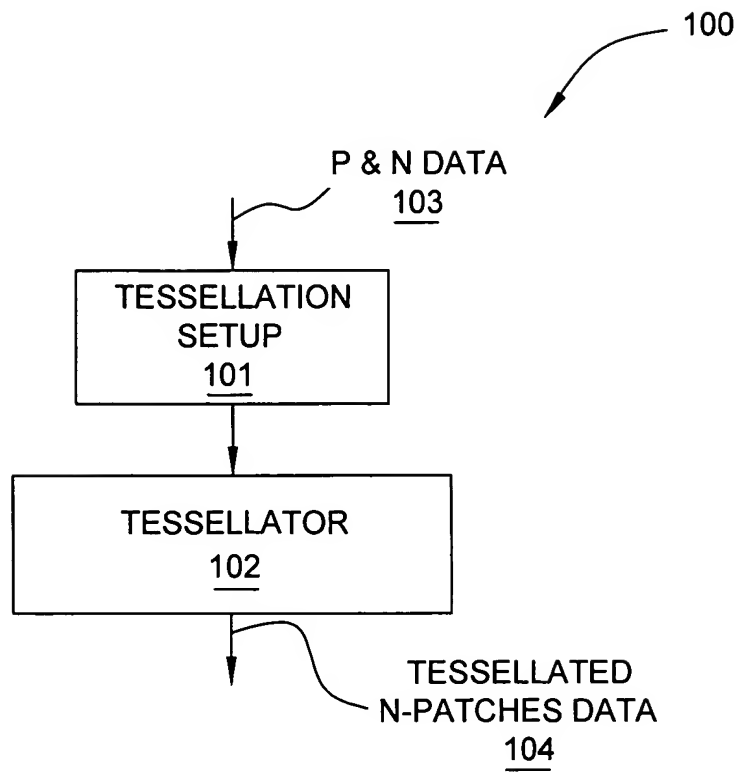 100
P & N DATA
103
TESSELLATION
SETUP
101
TESSELLATOR
102
TESSELLATED
N-PATCHES DATA
104